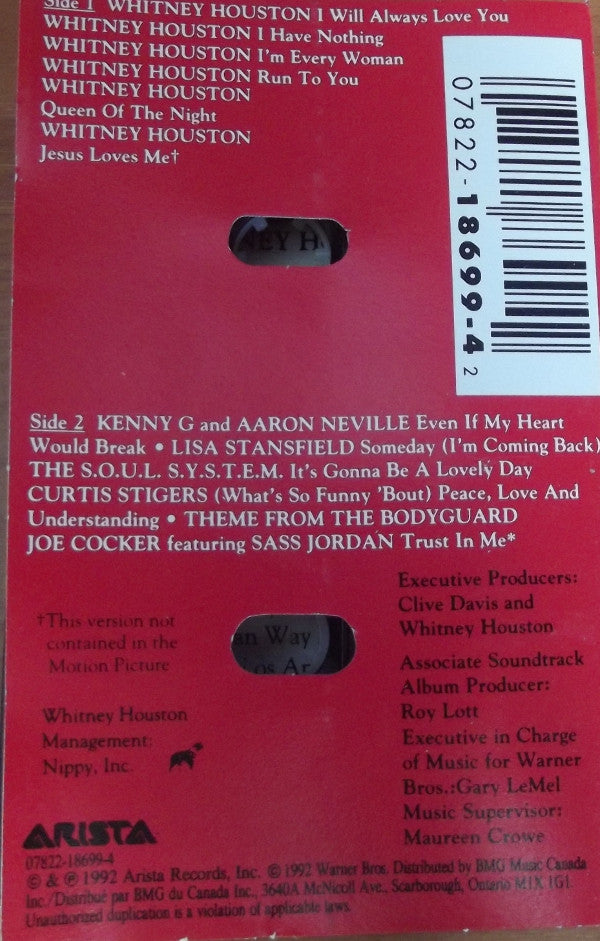 Side 1 WHITNEY HOUSTON I Will Always Love You
WHITNEY HOUSTON I Have Nothing
WHITNEY HOUSTON I'm Every Woman
WHITNEY HOUSTON Run To You
WHITNEY HOUSTON
Queen Of The Night
WHITNEY HOUSTON
Jesus Loves Me†
07822-18699-4 2
NEY H
Side 2 KENNY G and AARON NEVILLE Even If My Heart
Would Break • LISA STANSFIELD Someday (I'm Coming Back)
THE S.O.U.L. S.Y.S.T.E.M. It's Gonna Be A Lovely Day
CURTIS STIGERS (What's So Funny 'Bout) Peace, Love And
Understanding • THEME FROM THE BODYGUARD
JOE COCKER featuring SASS JORDAN Trust In Me*
†This version not
contained in the
Motion Picture
an Way
os Ar
Whitney Houston
Management:
Nippy, Inc.
Executive Producers:
Clive Davis and
Whitney Houston
Associate Soundtrack
Album Producer:
Roy Lott
Executive in Charge
of Music for Warner
Bros.:Gary LeMel
Music Supervisor:
Maureen Crowe
ARISTA
07822-18699-4
© & ℗ 1992 Arista Records, Inc. © 1992 Warner Bros. Distributed by BMG Music Canada
Inc./Distribué par BMG du Canada Inc., 3640A McNicoll Ave., Scarborough, Ontario M1X 1G1.
Unauthorized duplication is a violation of applicable laws.